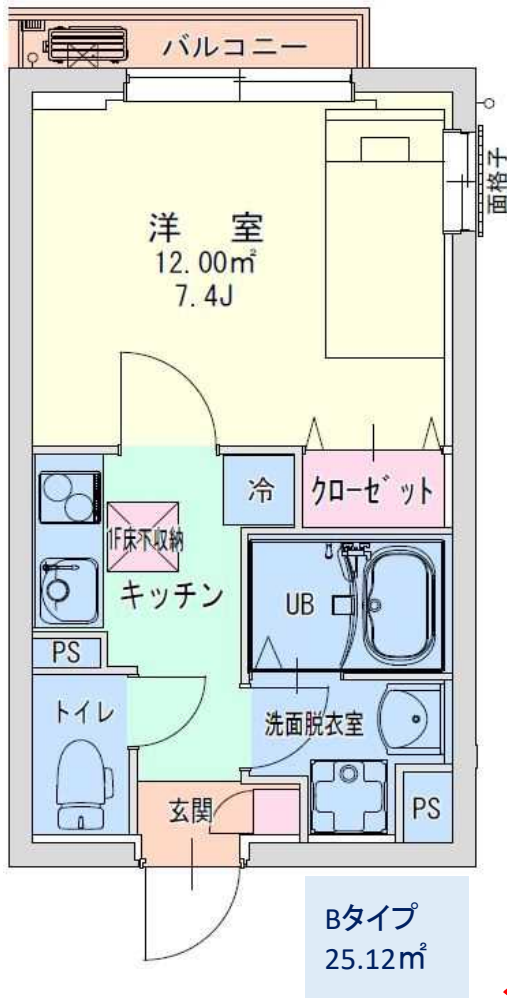 バルコニー
面格子
洋 室
12.00㎡
7.4J
冷
クローゼット
1F床下収納
キッチン
UB
PS
トイレ
洗面脱衣室
玄関
PS
Bタイプ
25.12㎡